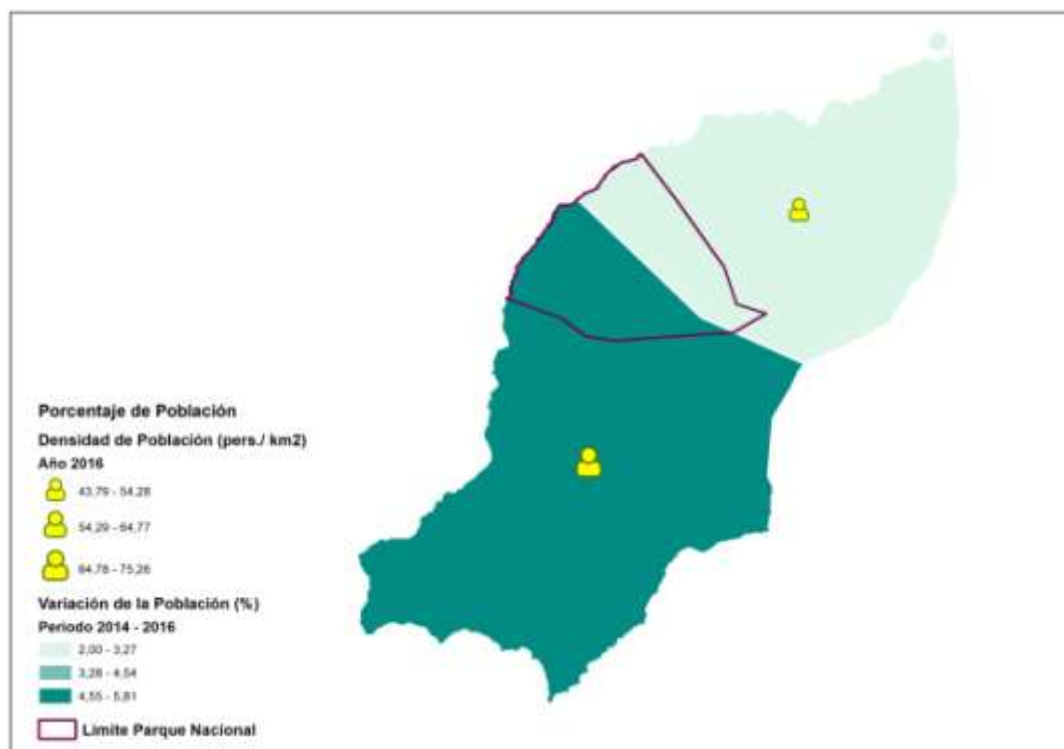 Porcentaje de Población
Densidad de Población (pers./ km2)
Año 2016
43,79 - 54,28
54,29 - 64,77
64,78 - 75,26
Variación de la Población (%)
Periodo 2014 - 2016
2,00 - 3,27
3,28 - 4,54
4,55 - 5,81
Limite Parque Nacional